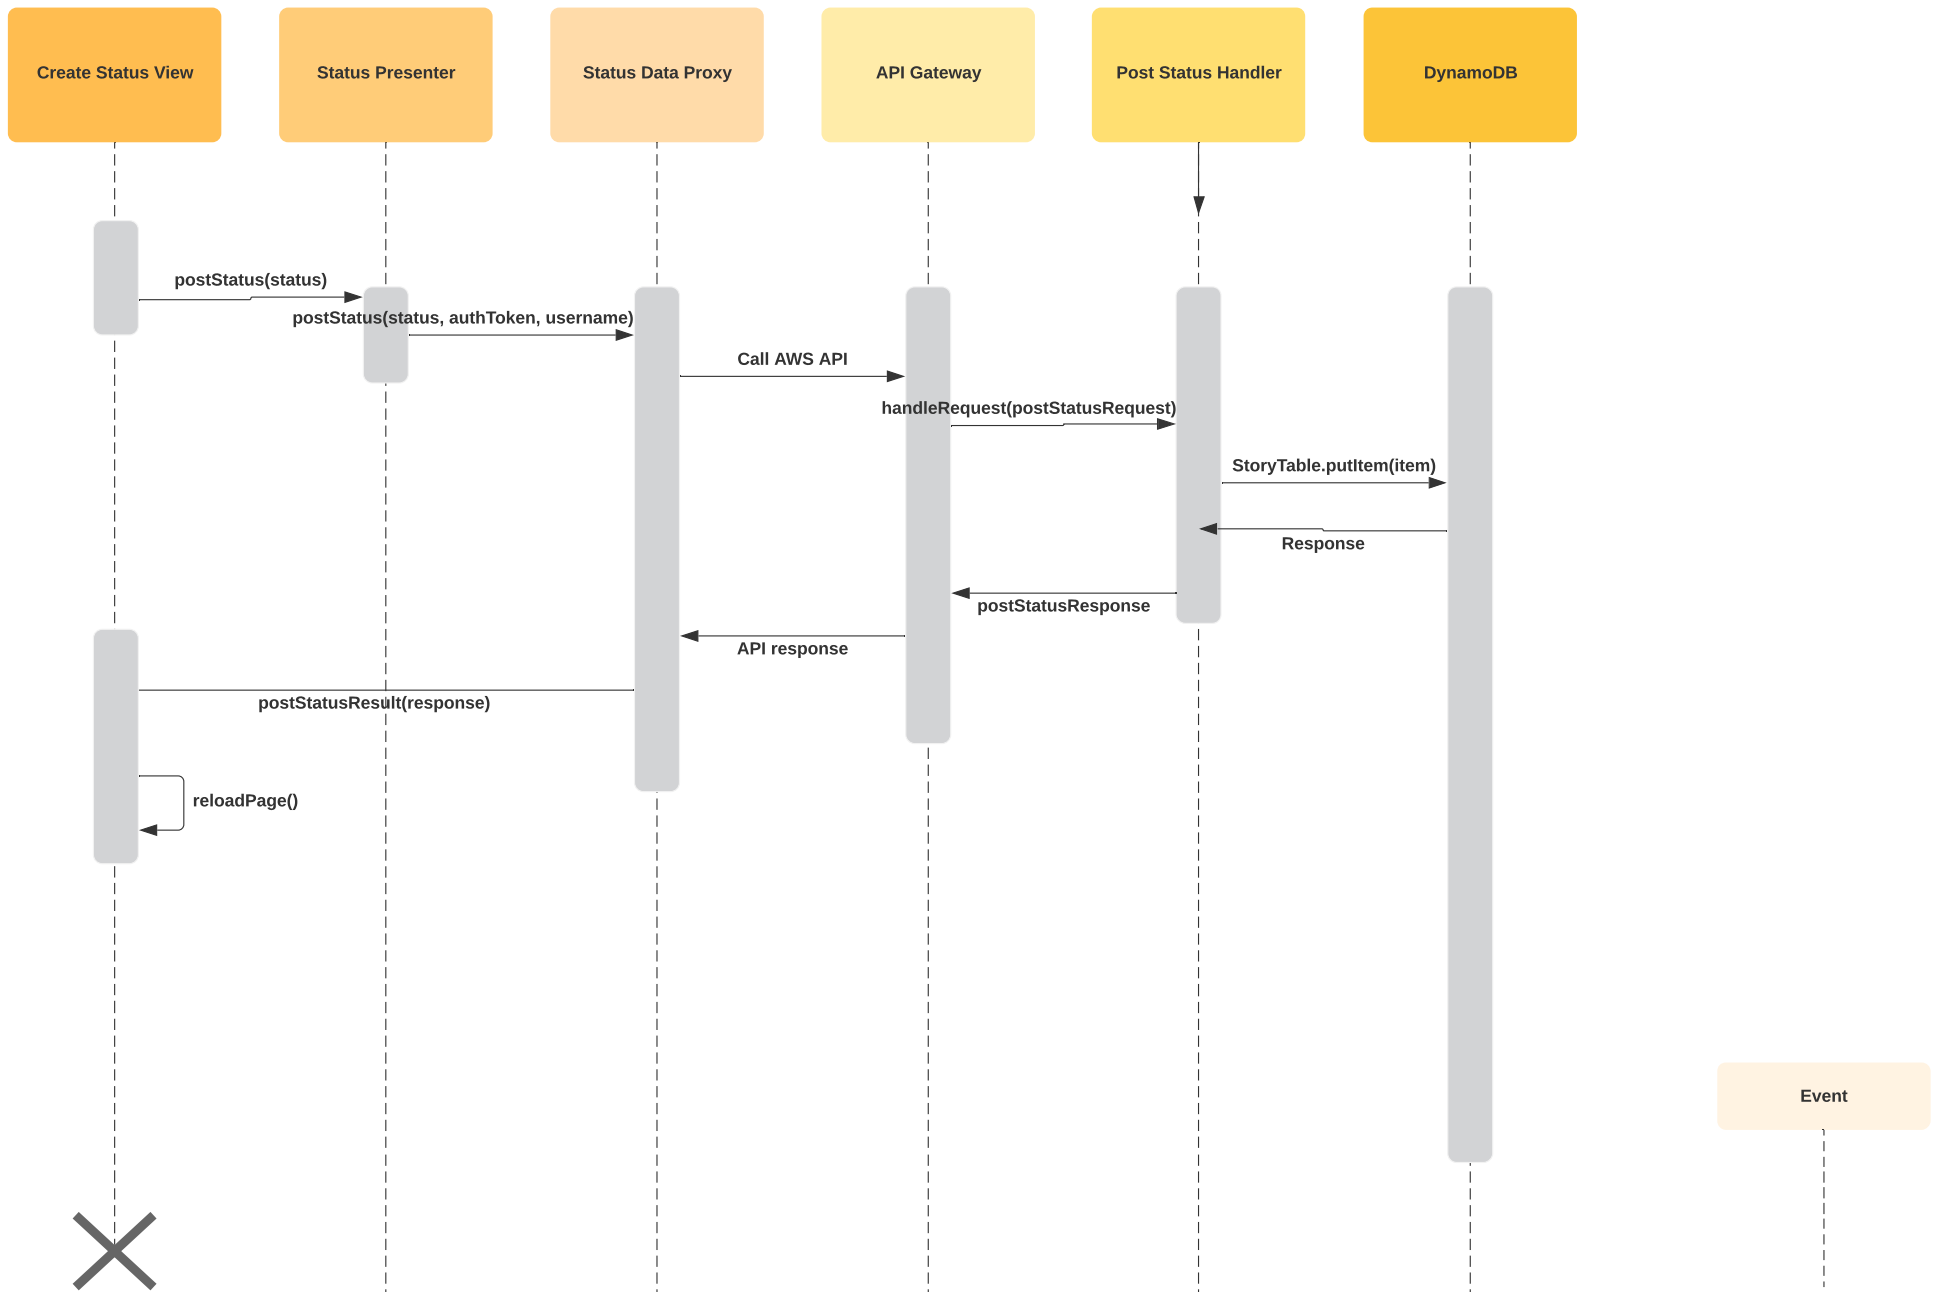 Create Status View
Status Presenter
Status Data Proxy
API Gateway
Post Status Handler
DynamoDB
postStatus(status)
postStatus(status, authToken, username)
Call AWS API
handleRequest(postStatusRequest)
StoryTable.putItem(item)
Response
postStatusResponse
API response
postStatusResult(response)
reloadPage()
Event